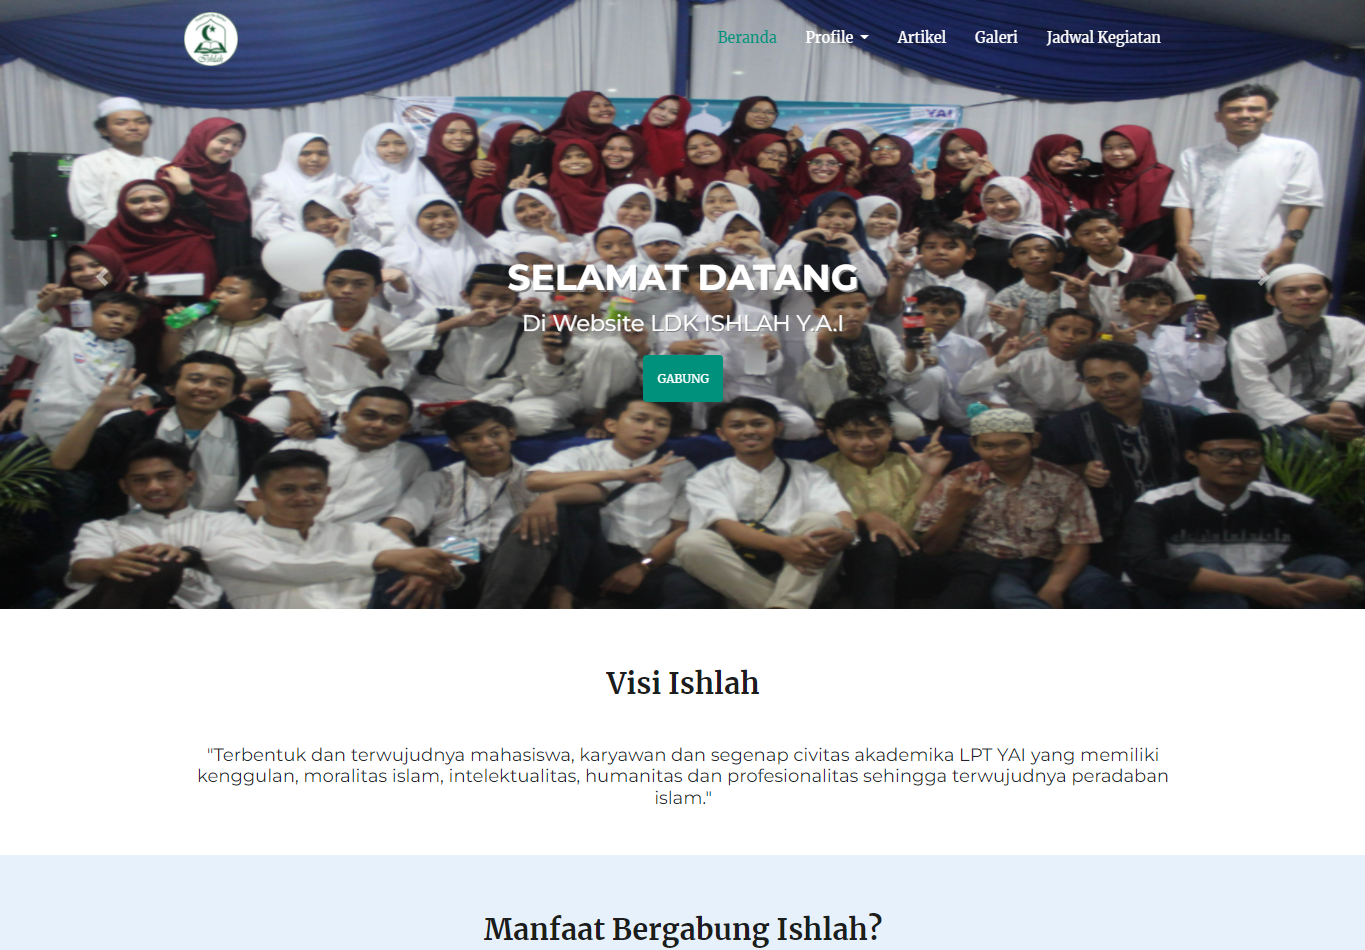 Ishlah
Beranda
Profile
Artikel
Galeri
Jadwal Kegiatan
YAI
SELAMAT DATANG
Di Website LDK ISHLAH Y.A.I
GABUNG
Visi Ishlah
"Terbentuk dan terwujudnya mahasiswa, karyawan dan segenap civitas akademika LPT YAI yang memiliki
kenggulan, moralitas islam, intelektualitas, humanitas dan profesionalitas sehingga terwujudnya peradaban
islam."
Manfaat Bergabung Ishlah?